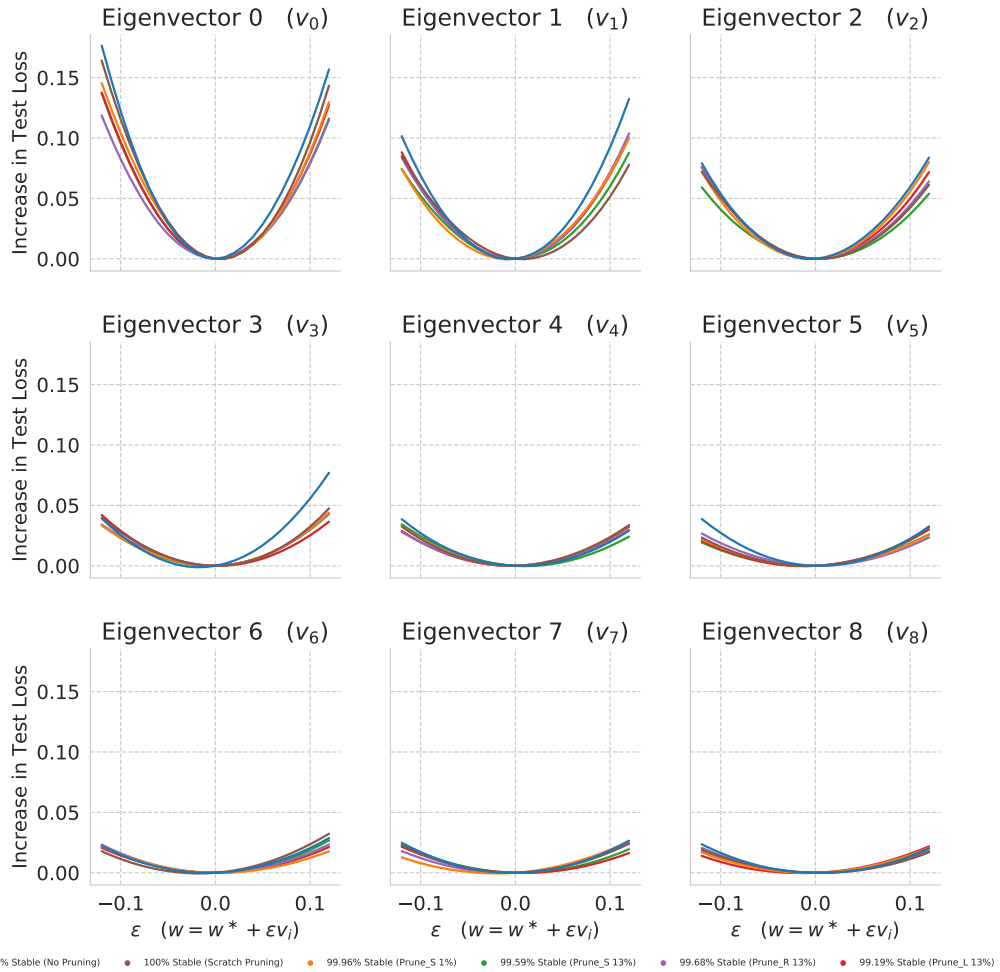 Eigenvector 0 (v₀) Eigenvector 1 (v₁) Eigenvector 2 (v₂)
Increase in Test Loss
0.15
0.10
0.05
0.00
Eigenvector 3 (v₃) Eigenvector 4 (v₄) Eigenvector 5 (v₅)
Increase in Test Loss
0.15
0.10
0.05
0.00
Eigenvector 6 (v₆) Eigenvector 7 (v₇) Eigenvector 8 (v₈)
Increase in Test Loss
0.15
0.10
0.05
0.00
−0.1 0.0 0.1 −0.1 0.0 0.1 −0.1 0.0 0.1
ε (w = w* + εvᵢ) ε (w = w* + εvᵢ) ε (w = w* + εvᵢ)
% Stable (No Pruning) 100% Stable (Scratch Pruning) 99.96% Stable (Prune_S 1%) 99.59% Stable (Prune_S 13%) 99.68% Stable (Prune_R 13%) 99.19% Stable (Prune_L 13%)